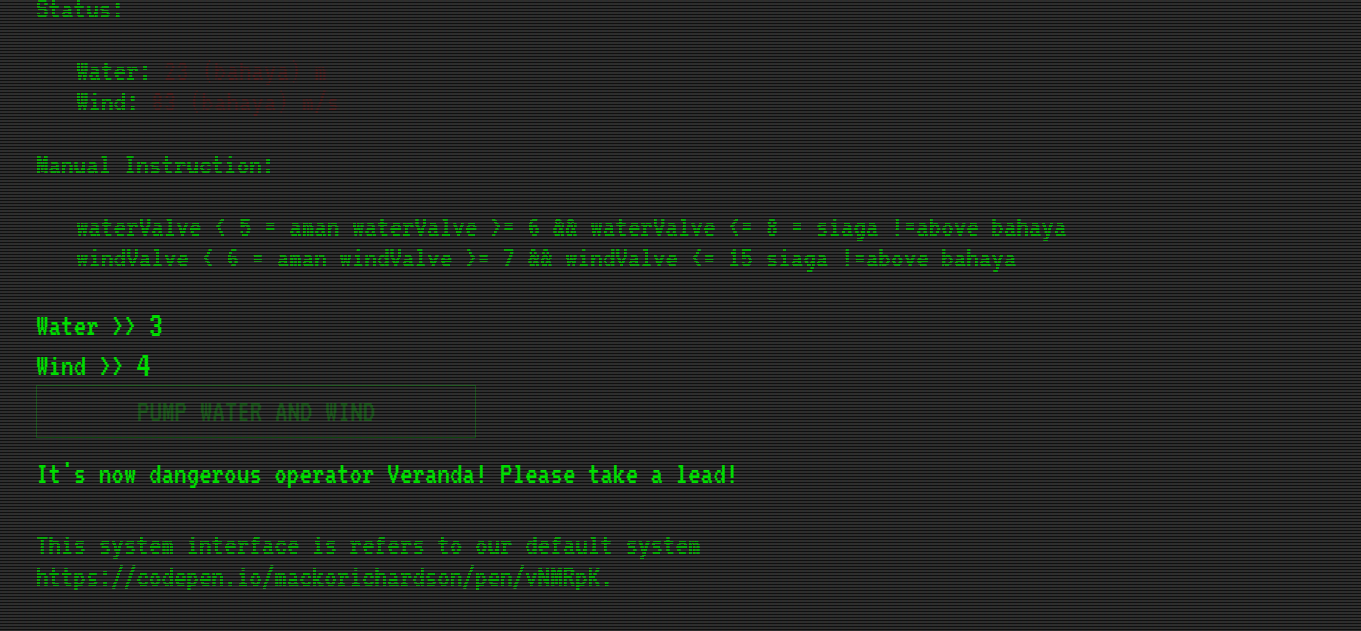 Status:
Water: (bahaya) m
Wind: (bahaya) m/s
Manual Instruction:
waterValve < 5 = aman waterValve >= 6 && waterValve <= 8 = siaga !=above bahaya
windValve < 6 = aman windValve >= 7 && windValve <= 15 siaga !=above bahaya
Water >> 3
Wind >> 4
PUMP WATER AND WIND
It's now dangerous operator Veranda! Please take a lead!
This system interface is refers to our default system
https://codepen.io/mackorichardson/pen/vNMRpK.